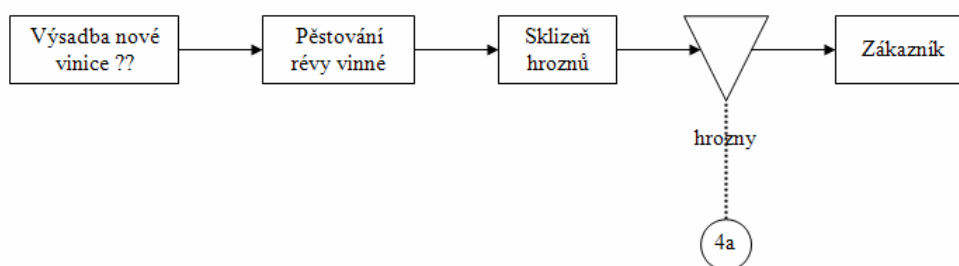 Výsadba nové
vinice ??
Pěstování
révy vinné
Sklizeň
hroznů
Zákazník
hrozny
4a